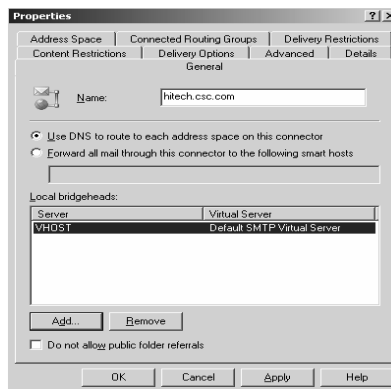 Properties
Address Space Connected Routing Groups Delivery Restrictions
Content Restrictions Delivery Options Advanced Details
General
Name: hitech.csc.com
Use DNS to route to each address space on this connector
Forward all mail through this connector to the following smart hosts
Local bridgeheads:
Server Virtual Server
VHOST Default SMTP Virtual Server
Add... Remove
Do not allow public folder referrals
OK Cancel Apply Help